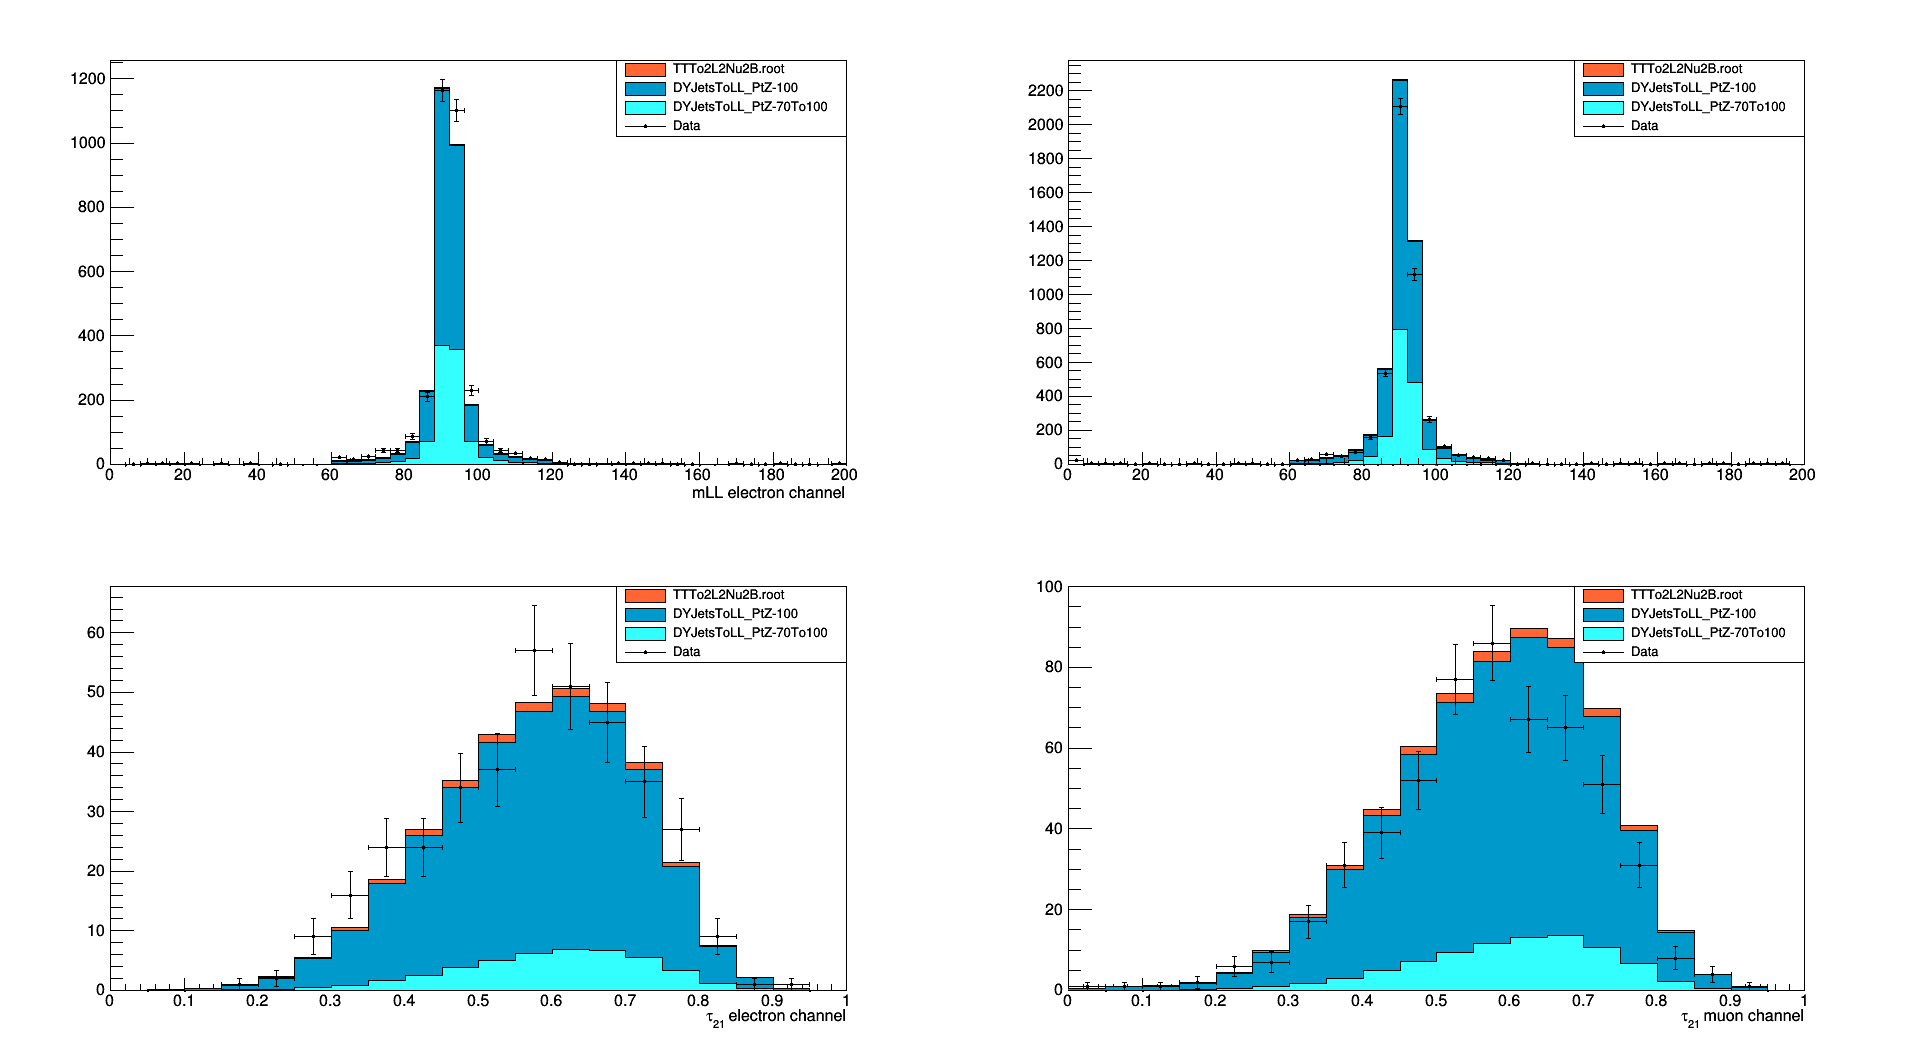 1200
1000
800
600
400
200
0
0 20 40 60 80 100 120 140 160 180 200
mLL electron channel
TTTo2L2Nu2B.root
DYJetsToLL_PtZ-100
DYJetsToLL_PtZ-70To100
Data
2200
2000
1800
1600
1400
1200
1000
800
600
400
200
0
0 20 40 60 80 100 120 140 160 180 200
TTTo2L2Nu2B.root
DYJetsToLL_PtZ-100
DYJetsToLL_PtZ-70To100
Data
60
50
40
30
20
10
0
0 0.1 0.2 0.3 0.4 0.5 0.6 0.7 0.8 0.9 1
τ21 electron channel
TTTo2L2Nu2B.root
DYJetsToLL_PtZ-100
DYJetsToLL_PtZ-70To100
Data
100
80
60
40
20
0
0 0.1 0.2 0.3 0.4 0.5 0.6 0.7 0.8 0.9 1
τ21 muon channel
TTTo2L2Nu2B.root
DYJetsToLL_PtZ-100
DYJetsToLL_PtZ-70To100
Data